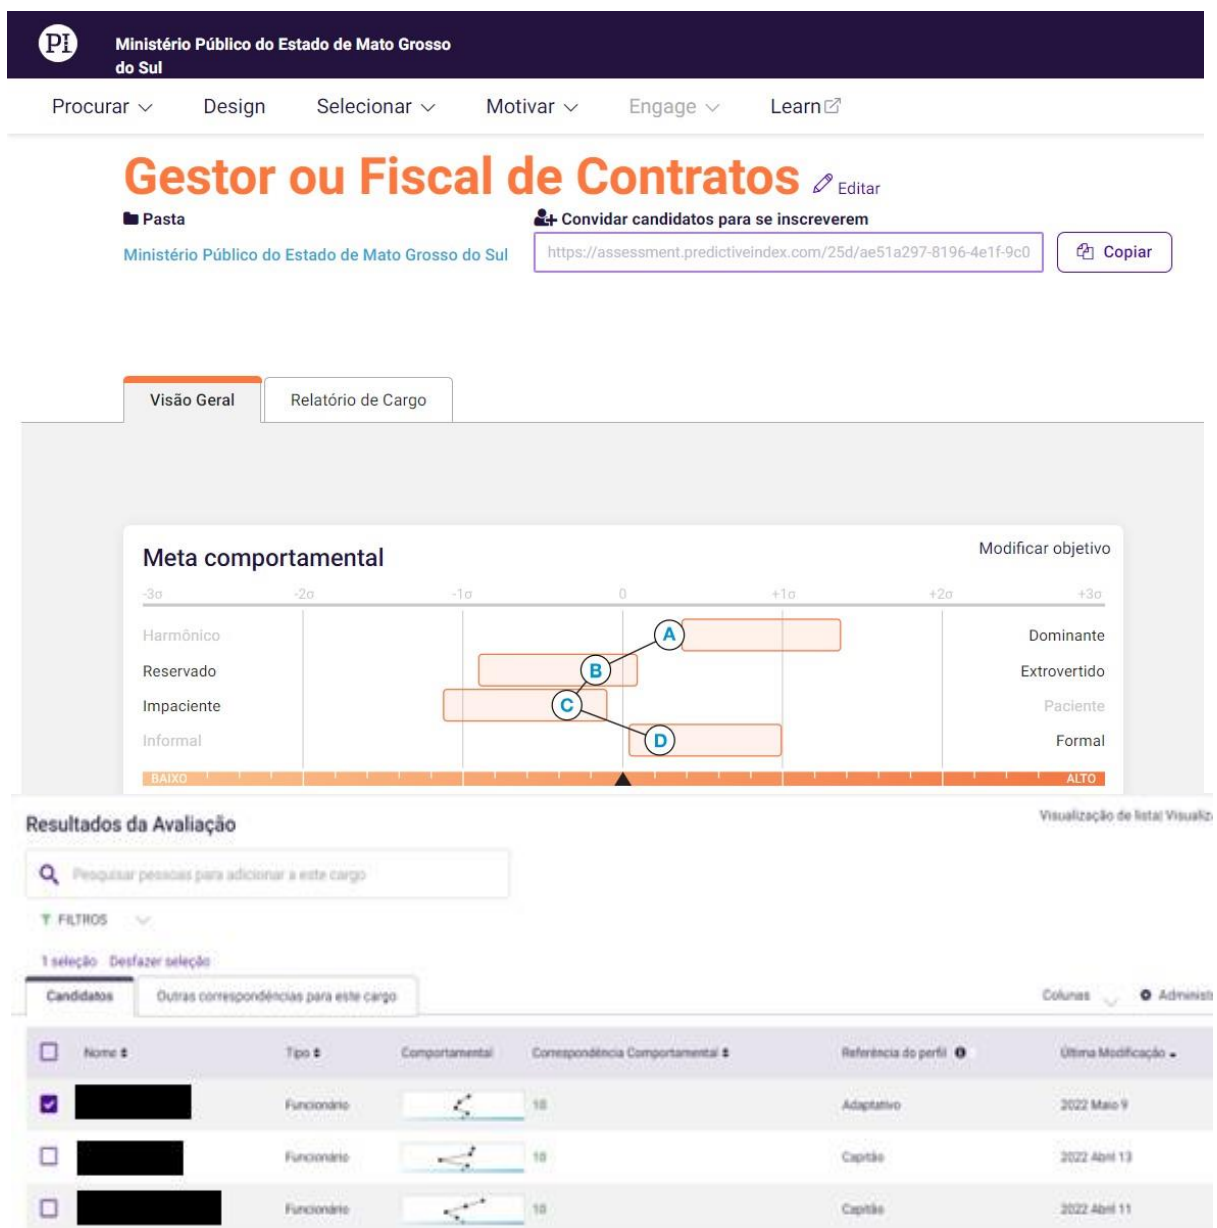 PI
Ministério Público do Estado de Mato Grosso
do Sul
Procurar Design Selecionar Motivar Engage Learn
Gestor ou Fiscal de Contratos Editar
Pasta Convidar candidatos para se inscreverem
Ministério Público do Estado de Mato Grosso do Sul https://assessment.predictiveindex.com/25d/ae51a297-8196-4e1f-9c0 Copiar
Visão Geral Relatório de Cargo
Meta comportamental Modificar objetivo
-3σ -2σ -1σ 0 +1σ +2σ +3σ
Harmônico A Dominante
Reservado B Extrovertido
Impaciente C Paciente
Informal D Formal
BAIXO ALTO
Resultados da Avaliação Visualização de lista Visualiz
Pesquisar pessoas para adicionar a este cargo
FILTROS
1 seleção Desfazer seleção
Candidatos Outras correspondências para este cargo Colunas Administ
Nome Tipo Comportamental Correspondência Comportamental Referência do perfil Última Modificação
Funcionário 10 Adaptativo 2022 Maio 9
Funcionário 10 Capitão 2022 Abril 13
Funcionário 10 Capitão 2022 Abril 11